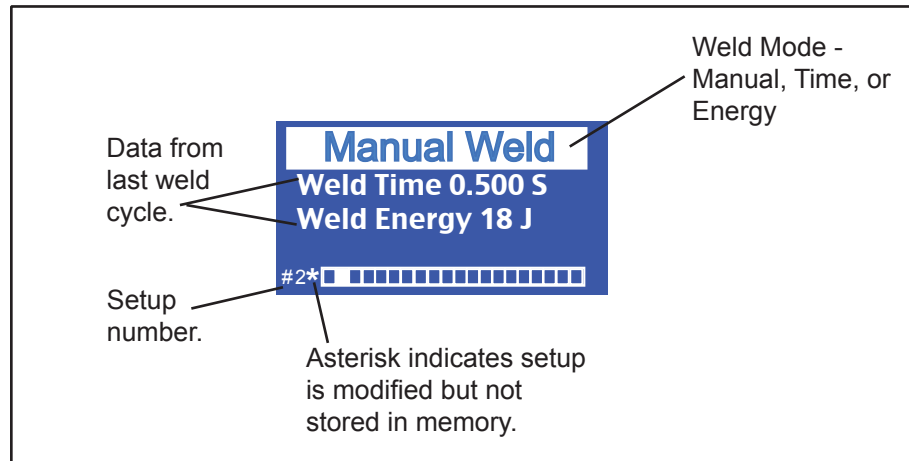 Weld Mode -
Manual, Time, or
Energy
Data from
last weld
cycle.
Manual Weld
Weld Time 0.500 S
Weld Energy 18 J
#2*
Setup
number.
Asterisk indicates setup
is modified but not
stored in memory.